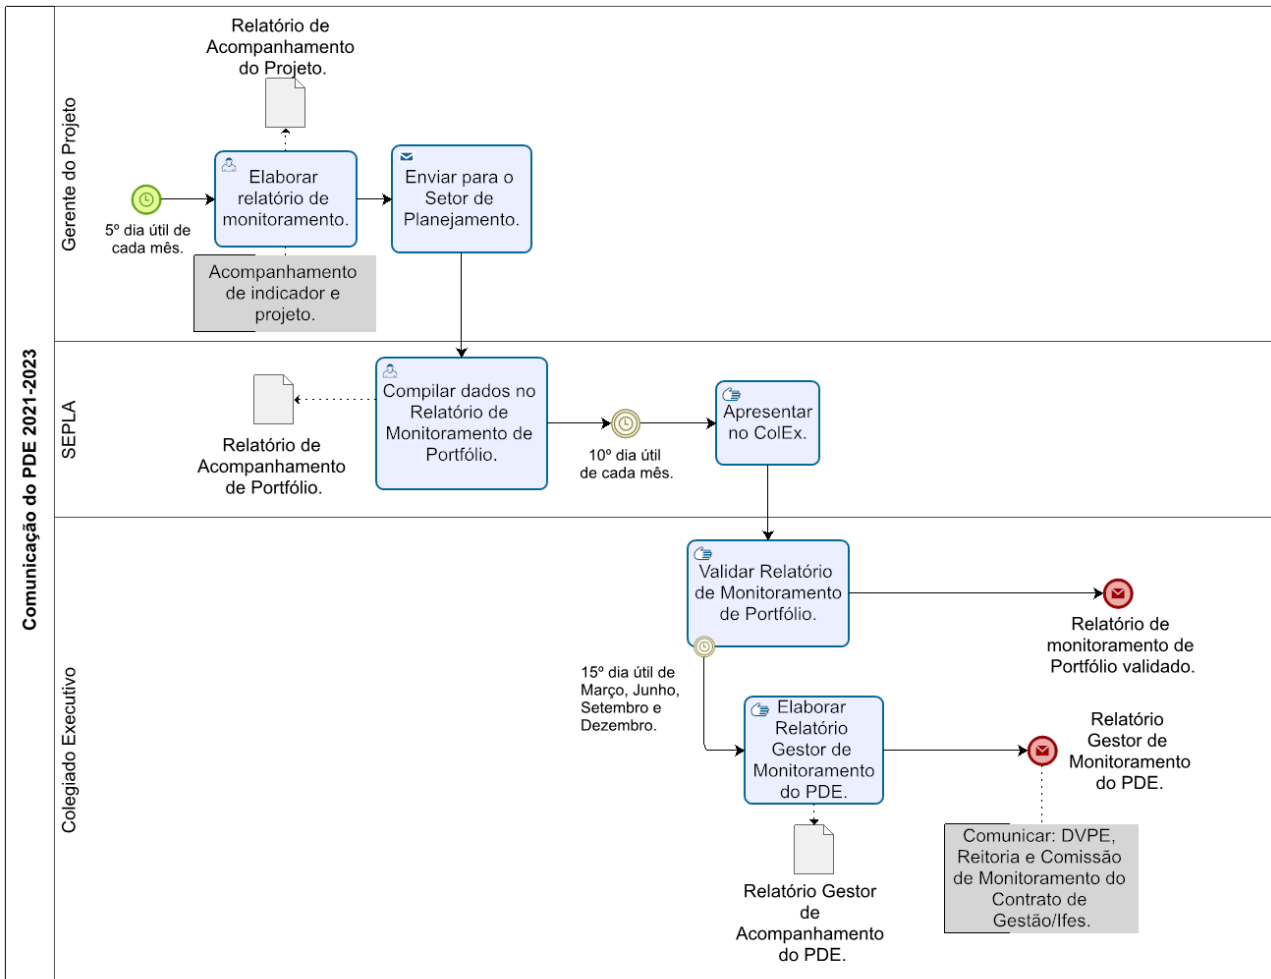 Comunicação do PDE 2021-2023
Gerente do Projeto
Relatório de
Acompanhamento
do Projeto.
5º dia útil de
cada mês.
Elaborar
relatório de
monitoramento.
Acompanhamento
de indicador e
projeto.
Enviar para o
Setor de
Planejamento.
SEPLA
Relatório de
Acompanhamento
de Portfólio.
Compilar dados no
Relatório de
Monitoramento de
Portfólio.
10º dia útil
de cada mês.
Apresentar
no ColEx.
Colegiado Executivo
Validar Relatório
de Monitoramento
de Portfólio.
Relatório de
monitoramento de
Portfólio validado.
15º dia útil de
Março, Junho,
Setembro e
Dezembro.
Elaborar
Relatório
Gestor de
Monitoramento
do PDE.
Relatório
Gestor de
Monitoramento
do PDE.
Relatório Gestor
de
Acompanhamento
do PDE.
Comunicar: DVPE,
Reitoria e Comissão
de Monitoramento do
Contrato de
Gestão/Ifes.